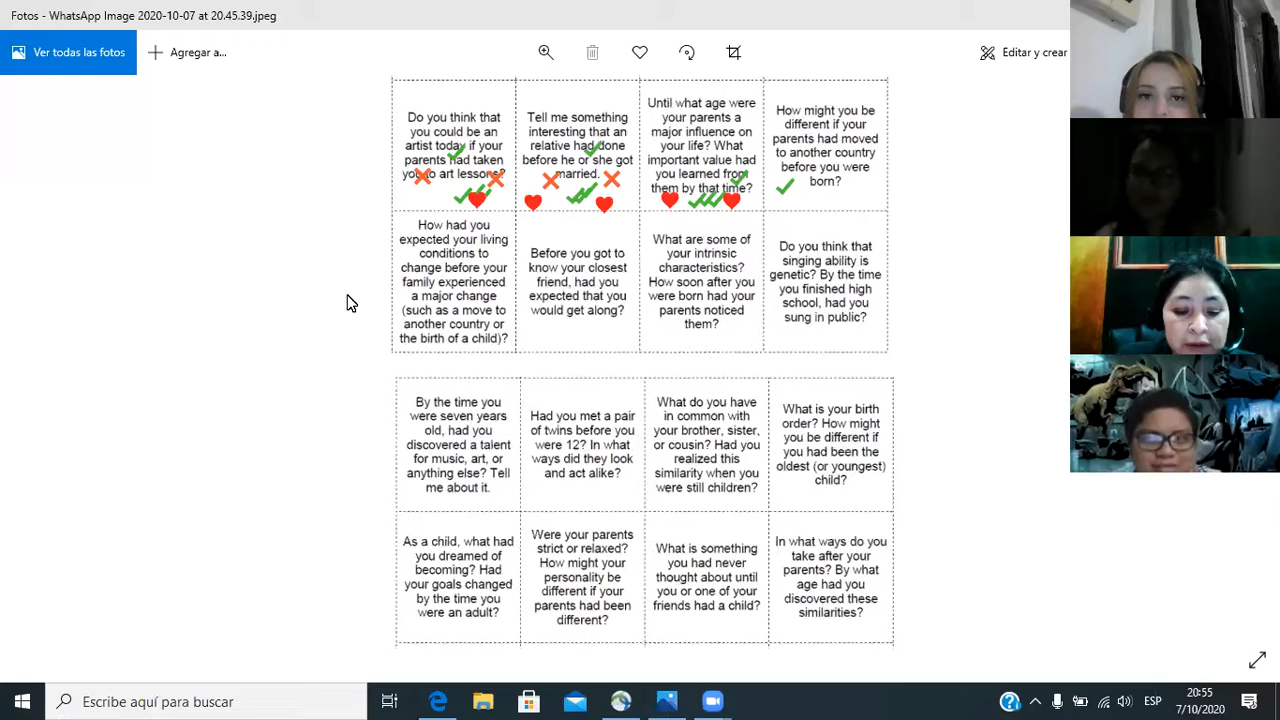 Fotos - WhatsApp Image 2020-10-07 at 20.45.39.jpeg
Ver todas las fotos
Agregar a...
Editar y crear
Do you think that
you could be an
artist today if your
parents had taken
you to art lessons?
Tell me something
interesting that an
relative had done
before he or she got
married.
Until what age were
your parents a
major influence on
your life? What
important value had
you learned from
them by that time?
How might you be
different if your
parents had moved
to another country
before you were
born?
How had you
expected your living
conditions to
change before your
family experienced
a major change
(such as a move to
another country or
the birth of a child)?
Before you got to
know your closest
friend, had you
expected that you
would get along?
What are some of
your intrinsic
characteristics?
How soon after you
were born had your
parents noticed
them?
Do you think that
singing ability is
genetic? By the time
you finished high
school, had you
sung in public?
By the time you
were seven years
old, had you
discovered a talent
for music, art, or
anything else? Tell
me about it.
Had you met a pair
of twins before you
were 12? In what
ways did they look
and act alike?
What do you have
in common with
your brother, sister,
or cousin? Had you
realized this
similarity when you
were still children?
What is your birth
order? How might
you be different if
you had been the
oldest (or youngest)
child?
As a child, what had
you dreamed of
becoming? Had
your goals changed
by the time you
were an adult?
Were your parents
strict or relaxed?
How might your
personality be
different if your
parents had been
different?
What is something
you had never
thought about until
you or one of your
friends had a child?
In what ways do you
take after your
parents? By what
age had you
discovered these
similarities?
Escribe aquí para buscar
ESP
20:55
7/10/2020